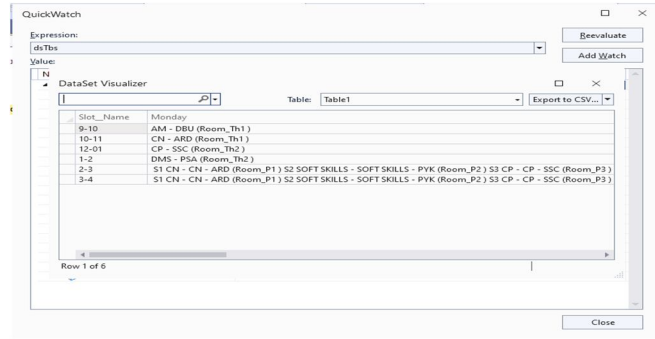 QuickWatch
Expression:
Reevaluate
dsTbs
Add Watch
Value:
N
DataSet Visualizer
Table: Table1 Export to CSV...
Slot__Name Monday
9-10 AM - DBU (Room_Th1 )
10-11 CN - ARD (Room_Th1 )
12-01 CP - SSC (Room_Th2 )
1-2 DMS - PSA (Room_Th2 )
2-3 S1 CN - CN - ARD (Room_P1 ) S2 SOFT SKILLS - SOFT SKILLS - PYK (Room_P2 ) S3 CP - CP - SSC (Room_P3 )
3-4 S1 CN - CN - ARD (Room_P1 ) S2 SOFT SKILLS - SOFT SKILLS - PYK (Room_P2 ) S3 CP - CP - SSC (Room_P3 )
Row 1 of 6
Close